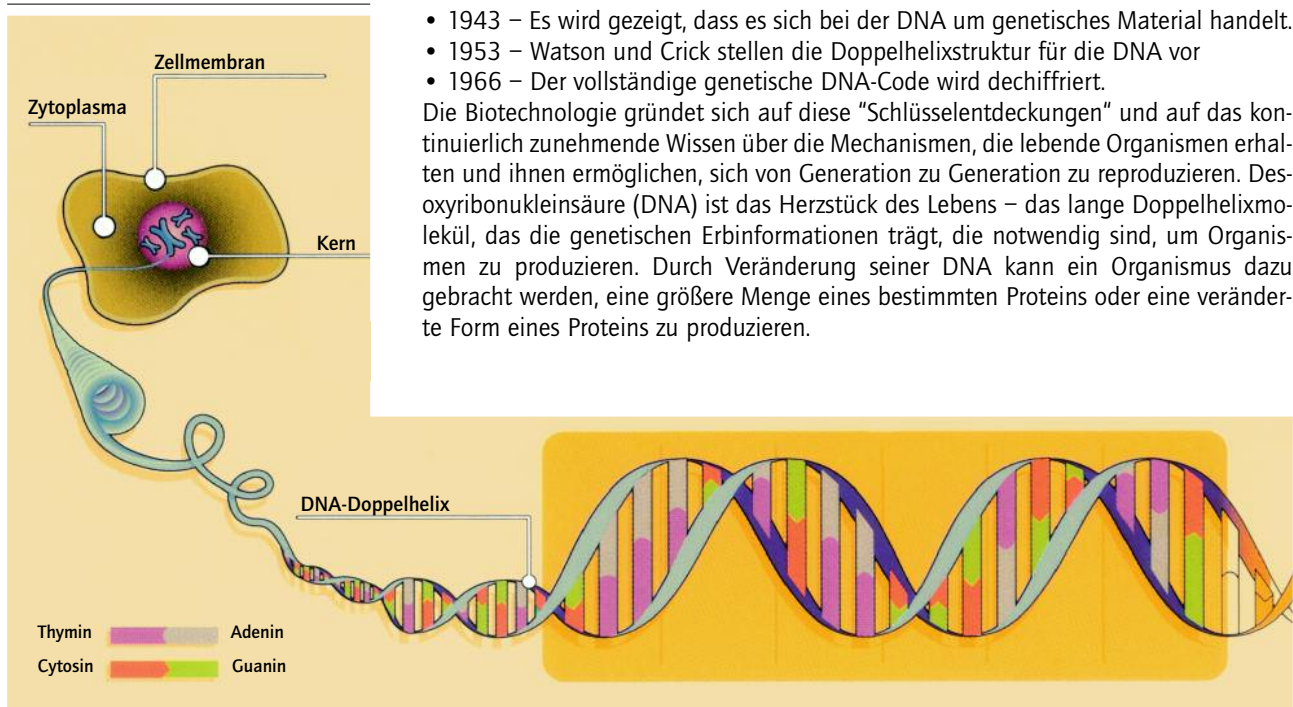 • 1943 – Es wird gezeigt, dass es sich bei der DNA um genetisches Material handelt.
• 1953 – Watson und Crick stellen die Doppelhelixstruktur für die DNA vor
• 1966 – Der vollständige genetische DNA-Code wird dechiffriert.
Die Biotechnologie gründet sich auf diese "Schlüsselentdeckungen“ und auf das kon-
tinuierlich zunehmende Wissen über die Mechanismen, die lebende Organismen erhal-
ten und ihnen ermöglichen, sich von Generation zu Generation zu reproduzieren. Des-
oxyribonukleinsäure (DNA) ist das Herzstück des Lebens – das lange Doppelhelixmo-
lekül, das die genetischen Erbinformationen trägt, die notwendig sind, um Organis-
men zu produzieren. Durch Veränderung seiner DNA kann ein Organismus dazu
gebracht werden, eine größere Menge eines bestimmten Proteins oder eine veränder-
te Form eines Proteins zu produzieren.
Zellmembran
Zytoplasma
Kern
DNA-Doppelhelix
Thymin
Adenin
Cytosin
Guanin